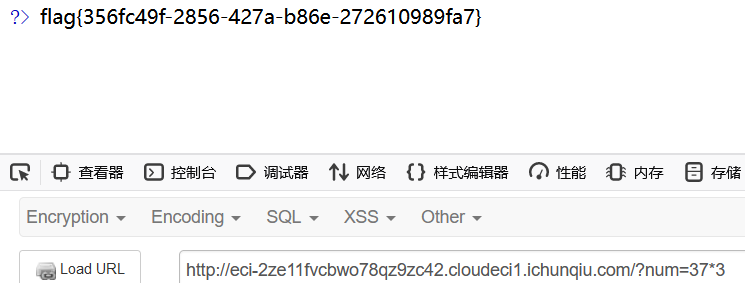 ?> flag{356fc49f-2856-427a-b86e-272610989fa7}
查看器 控制台 调试器 网络 样式编辑器 性能 内存 存储
Encryption Encoding SQL XSS Other
Load URL http://eci-2ze11fvcbwo78qz9zc42.cloudeci1.ichunqiu.com/?num=37*3